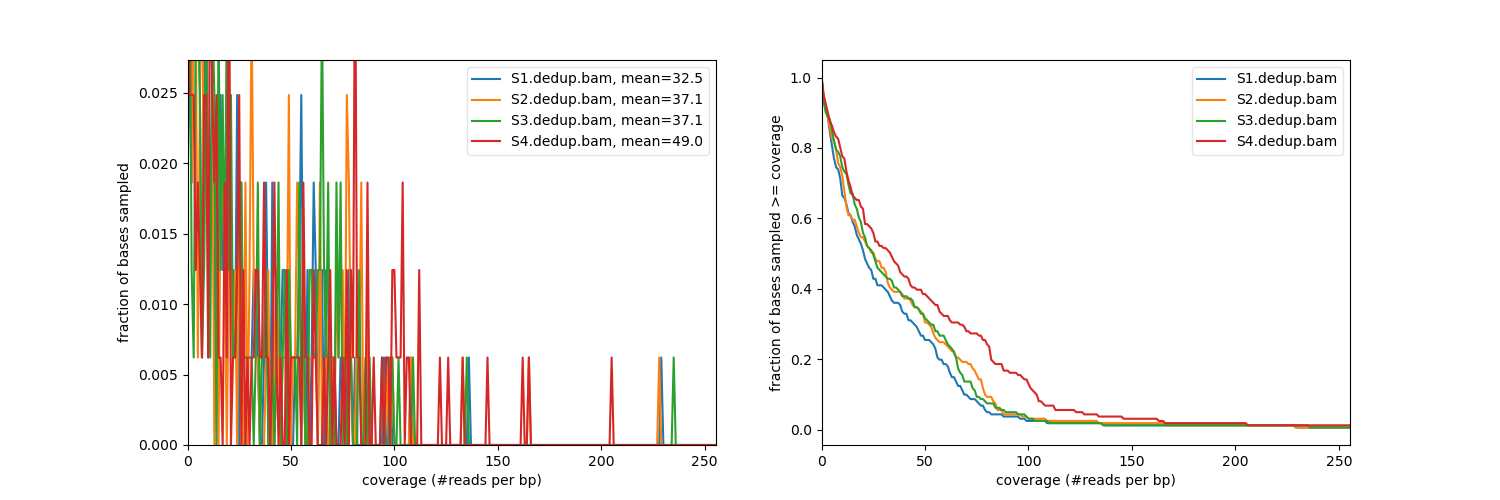 fraction of bases sampled
0.025
0.020
0.015
0.010
0.005
0.000
0 50 100 150 200 250
coverage (#reads per bp)
S1.dedup.bam, mean=32.5
S2.dedup.bam, mean=37.1
S3.dedup.bam, mean=37.1
S4.dedup.bam, mean=49.0
fraction of bases sampled >= coverage
1.0
0.8
0.6
0.4
0.2
0.0
0 50 100 150 200 250
coverage (#reads per bp)
S1.dedup.bam
S2.dedup.bam
S3.dedup.bam
S4.dedup.bam